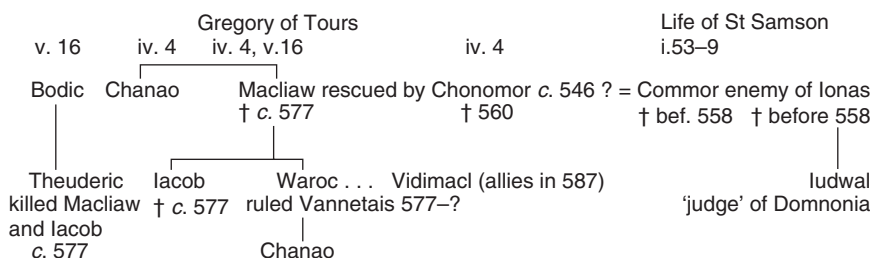 Gregory of Tours Life of St Samson
v. 16 iv. 4 iv. 4, v.16 iv. 4 i.53–9
Bodic Chanao Macliaw rescued by Chonomor c. 546 ? = Commor enemy of Ionas
† c. 577 † 560 † bef. 558 † before 558
Theuderic Iacob Waroc . . . Vidimacl (allies in 587) Iudwal
killed Macliaw † c. 577 ruled Vannetais 577–? ‘judge’ of Domnonia
and Iacob
c. 577 Chanao